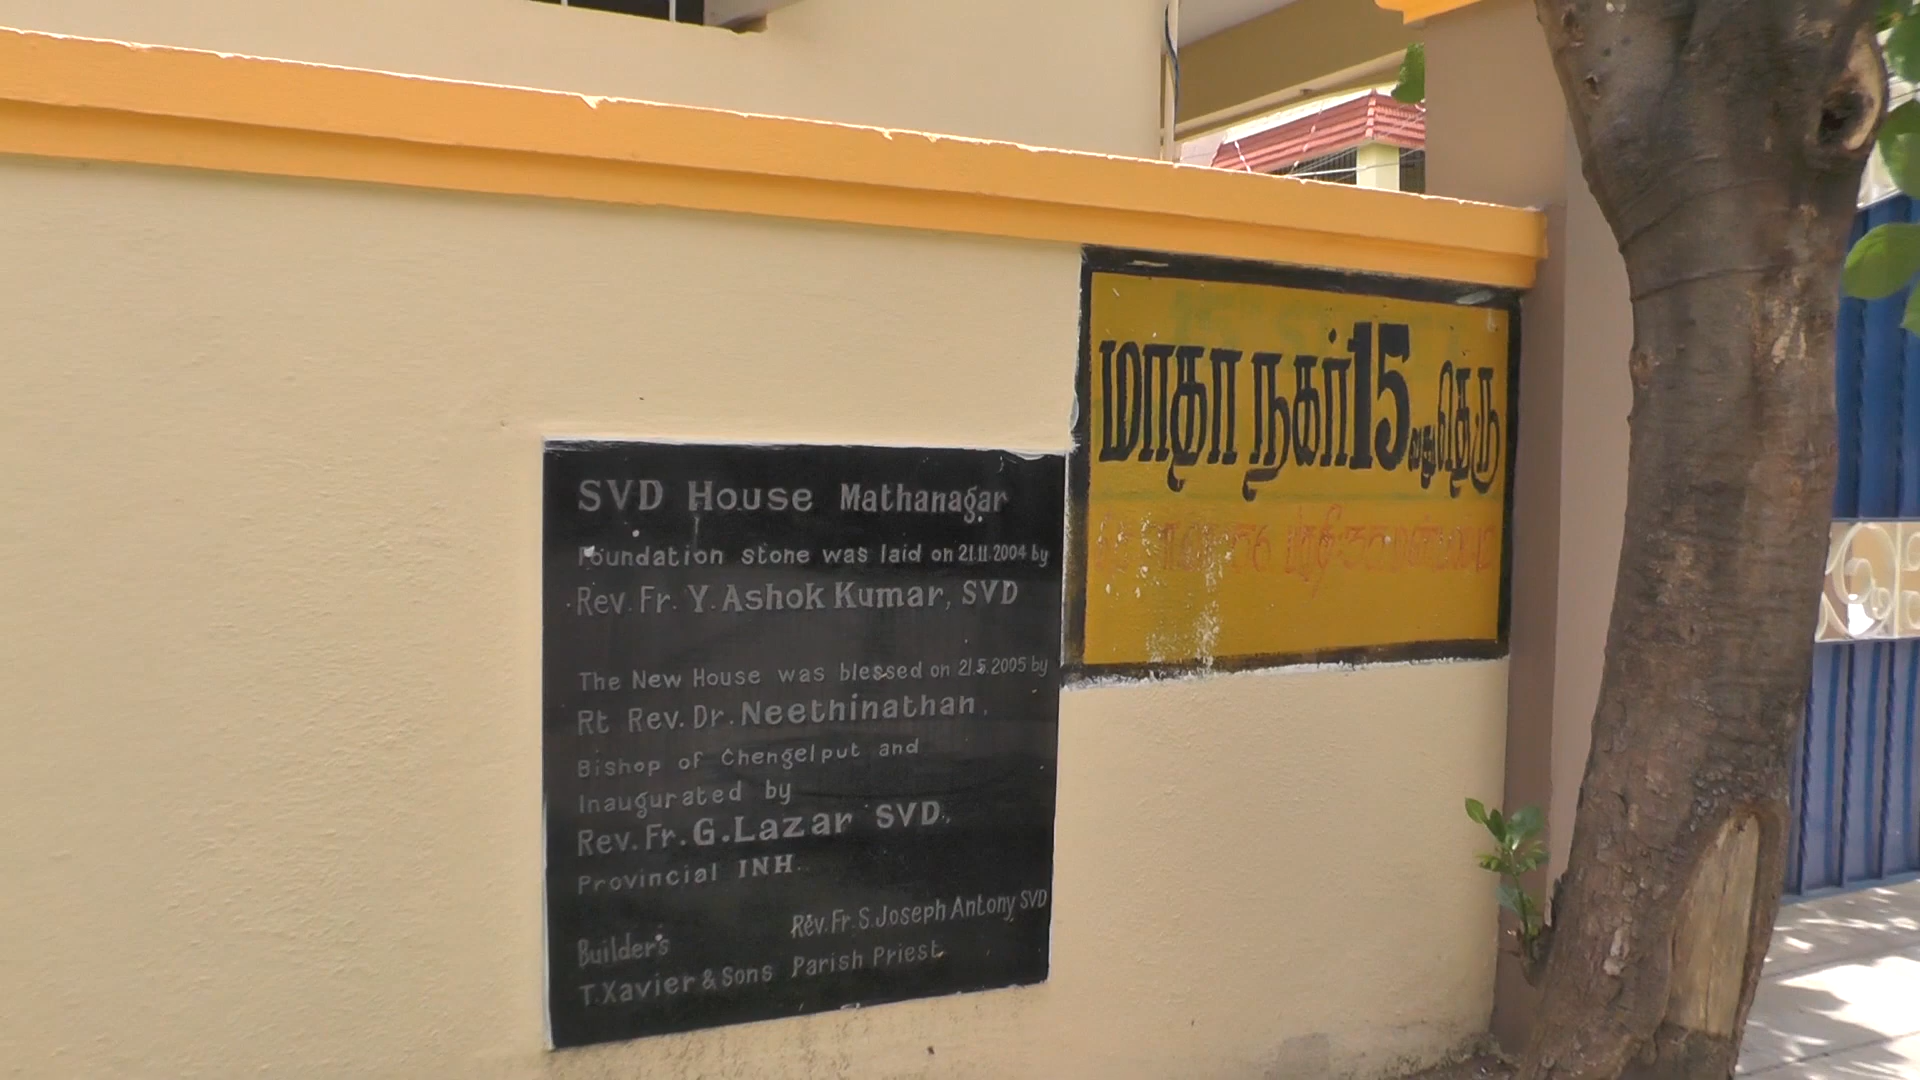 SVD House Mathanagar
Foundation stone was laid on 21.11.2004 by
Rev. Fr. Y. Ashok Kumar, SVD
The New House was blessed on 21.5.2005 by
Rt Rev. Dr. Neethinathan,
Bishop of Chengelput and
Inaugurated by
Rev. Fr. G. Lazar SVD,
Provincial INH.
Rev. Fr. S. Joseph Antony SVD
Parish Priest
Builder's
T. Xavier & Sons
மாதா நகர் 15 வது தெரு